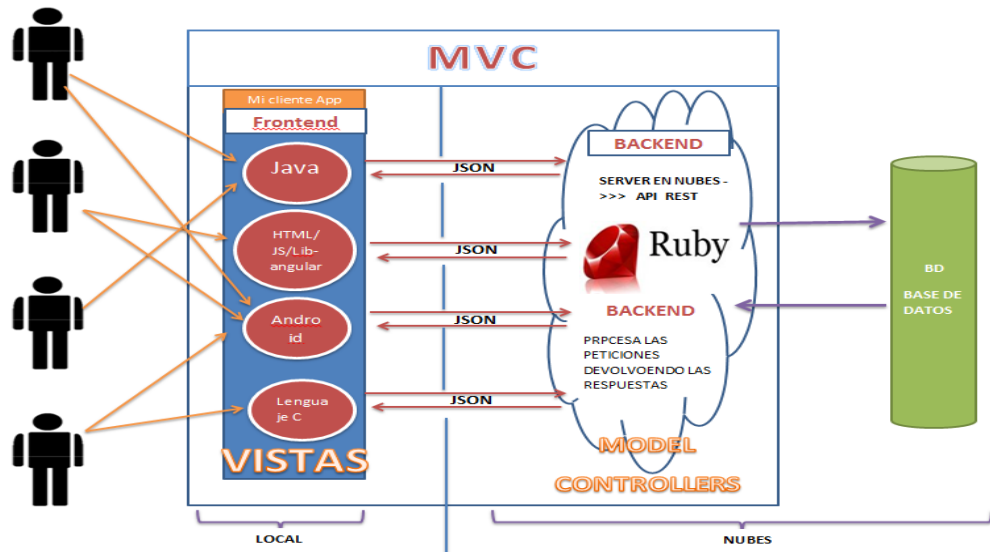 MVC
Mi cliente App
Frontend
Java
HTML/
JS/Lib-
angular
Andro
id
Lengua
je C
VISTAS
JSON
JSON
JSON
JSON
BACKEND
SERVER EN NUBES -
>>> API REST
Ruby
BACKEND
PRPCESA LAS
PETICIONES
DEVOLVOENDO LAS
RESPUESTAS
MODEL
CONTROLLERS
BD
BASE DE
DATOS
LOCAL
NUBES